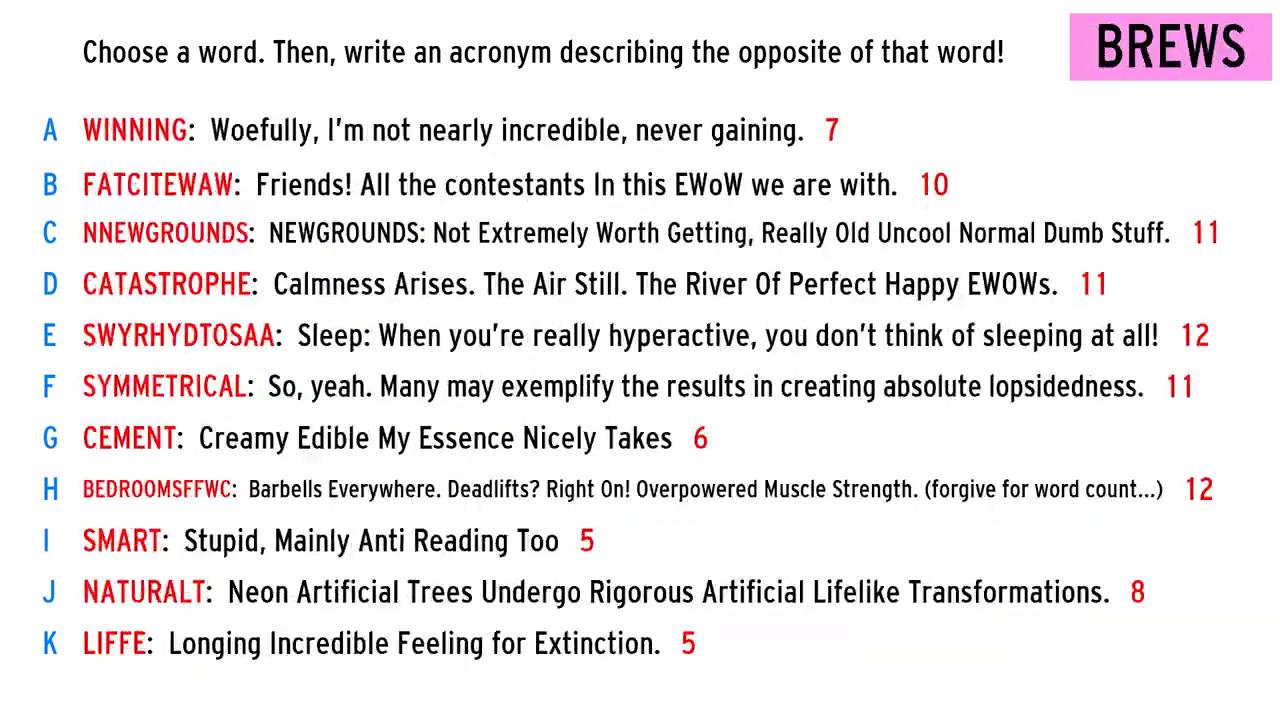 Choose a word. Then, write an acronym describing the opposite of that word!
BREWS
A WINNING: Woefully, I'm not nearly incredible, never gaining. 7
B FATCITEWAW: Friends! All the contestants In this EWoW we are with. 10
C NNEWGROUNDS: NEWGROUNDS: Not Extremely Worth Getting, Really Old Uncool Normal Dumb Stuff. 11
D CATASTROPHE: Calmness Arises. The Air Still. The River Of Perfect Happy EWOWs. 11
E SWYRHYDTOSAA: Sleep: When you're really hyperactive, you don't think of sleeping at all! 12
F SYMMETRICAL: So, yeah. Many may exemplify the results in creating absolute lopsidedness. 11
G CEMENT: Creamy Edible My Essence Nicely Takes 6
H BEDROOMSFFWC: Barbells Everywhere. Deadlifts? Right On! Overpowered Muscle Strength. (forgive for word count...) 12
I SMART: Stupid, Mainly Anti Reading Too 5
J NATURALT: Neon Artificial Trees Undergo Rigorous Artificial Lifelike Transformations. 8
K LIFFE: Longing Incredible Feeling for Extinction. 5